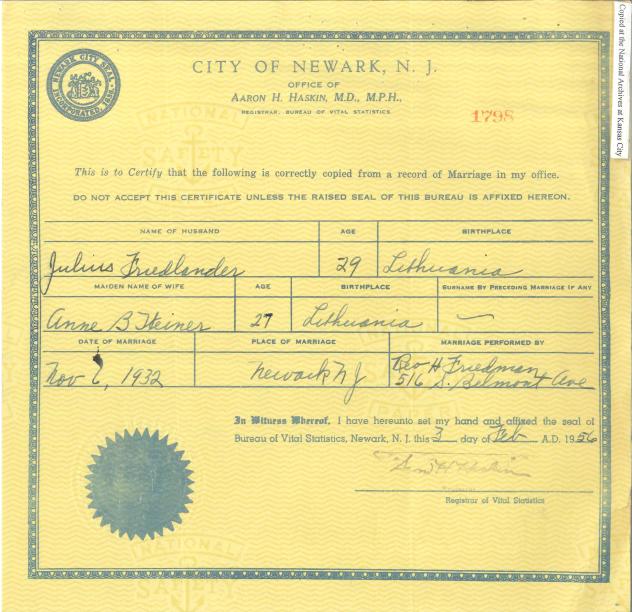 Copied at the National Archives at Kansas City
NEWARK CITY SEAL
INCORPORATED, 1836.
CITY OF NEWARK, N. J.
OFFICE OF
AARON H. HASKIN, M.D., M.P.H.,
REGISTRAR, BUREAU OF VITAL STATISTICS
1798
NATIONAL
SAFETY
This is to Certify that the following is correctly copied from a record of Marriage in my office.
DO NOT ACCEPT THIS CERTIFICATE UNLESS THE RAISED SEAL OF THIS BUREAU IS AFFIXED HEREON.
NAME OF HUSBAND AGE BIRTHPLACE
Julius Friedlander 29 Lithuania
MAIDEN NAME OF WIFE AGE BIRTHPLACE SURNAME BY PRECEDING MARRIAGE IF ANY
Anne B 27 Lithuania —
DATE OF MARRIAGE PLACE OF MARRIAGE MARRIAGE PERFORMED BY
Nov , 1932 Newark NJ Rev H. Friedman
516 S. Belmont Ave
In Witness Whereof, I have hereunto set my hand and affixed the seal of
Bureau of Vital Statistics, Newark, N. J. this 3 day of Feb A.D. 1956
Registrar of Vital Statistics
NATIONAL
SAFETY